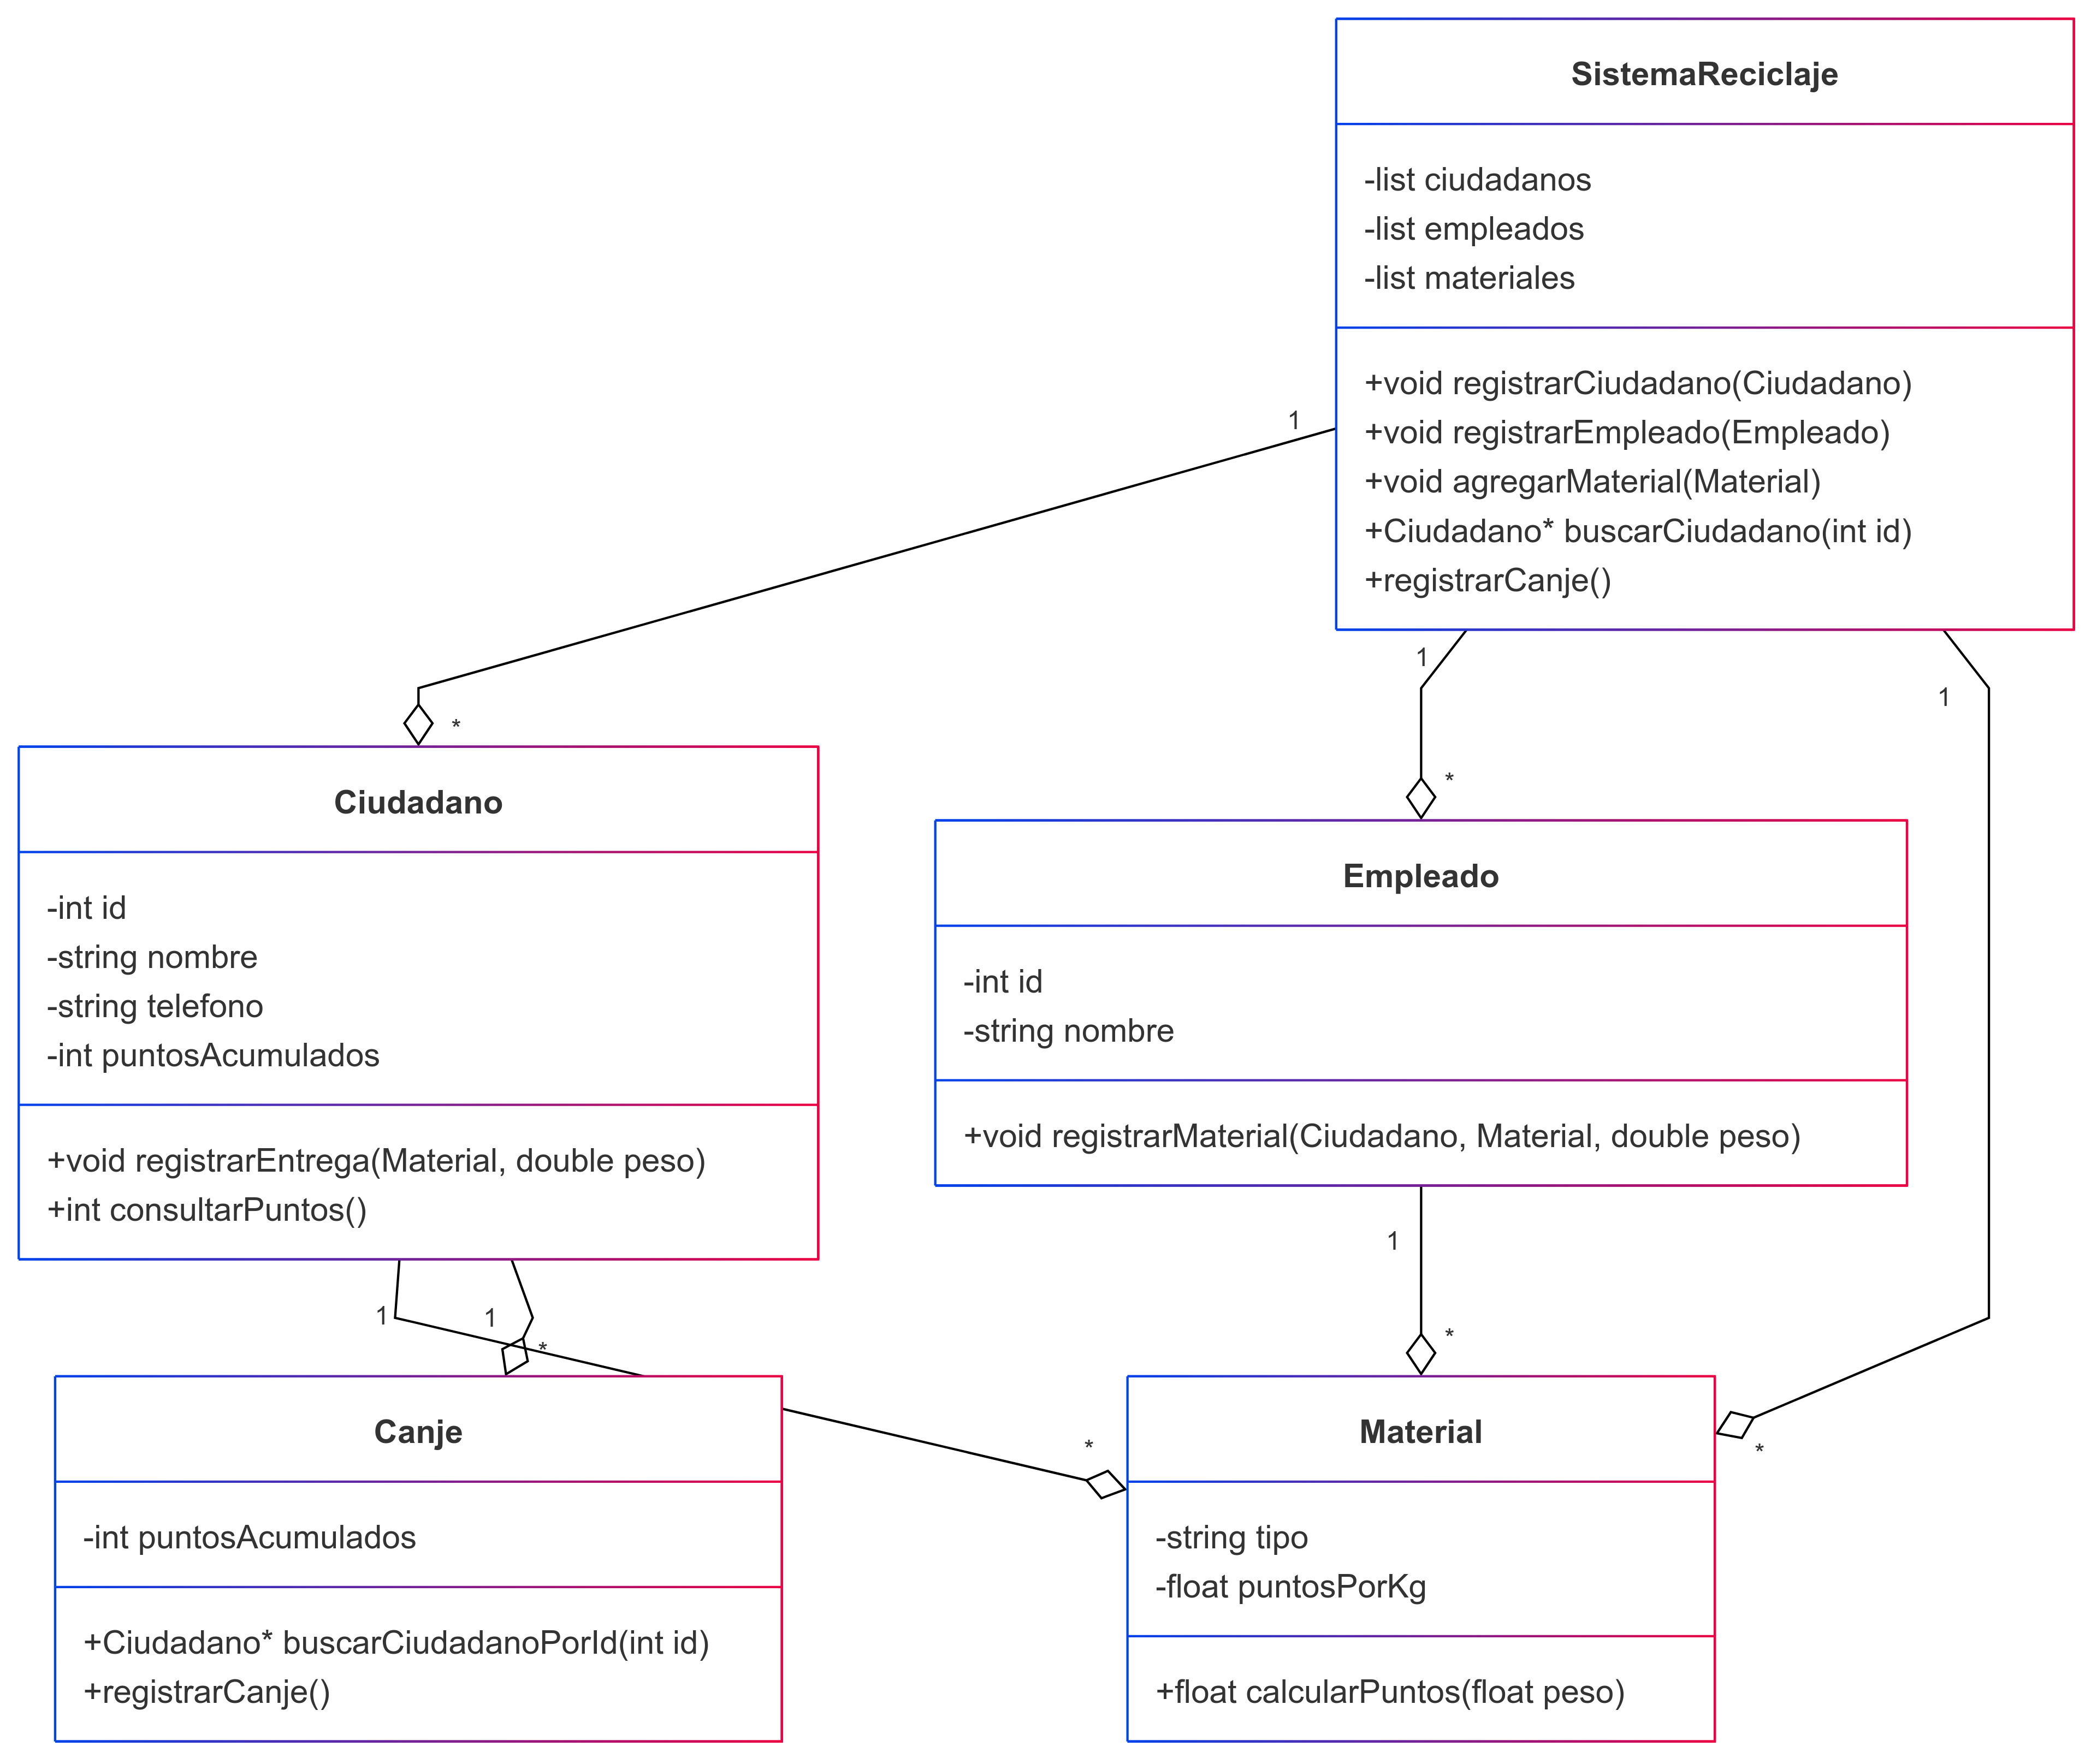 SistemaReciclaje
-list ciudadanos
-list empleados
-list materiales
+void registrarCiudadano(Ciudadano)
+void registrarEmpleado(Empleado)
+void agregarMaterial(Material)
+Ciudadano* buscarCiudadano(int id)
+registrarCanje()
1
1
1
*
*
Ciudadano
-int id
-string nombre
-string telefono
-int puntosAcumulados
+void registrarEntrega(Material, double peso)
+int consultarPuntos()
Empleado
-int id
-string nombre
+void registrarMaterial(Ciudadano, Material, double peso)
1
1
1
*
*
*
*
Canje
-int puntosAcumulados
+Ciudadano* buscarCiudadanoPorId(int id)
+registrarCanje()
Material
-string tipo
-float puntosPorKg
+float calcularPuntos(float peso)